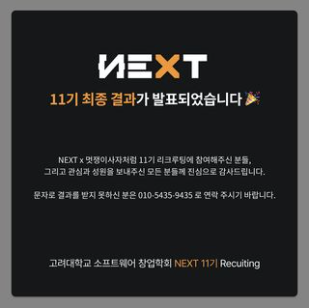 NEXT
11기 최종 결과가 발표되었습니다
NEXT x 멋쟁이사자처럼 11기 리크루팅에 참여해주신 분들,
그리고 관심과 성원을 보내주신 모든 분들께 진심으로 감사드립니다.
문자로 결과를 받지 못하신 분은 010-5435-9435 로 연락 주시기 바랍니다.
고려대학교 소프트웨어 창업학회 NEXT 11기 Recuiting